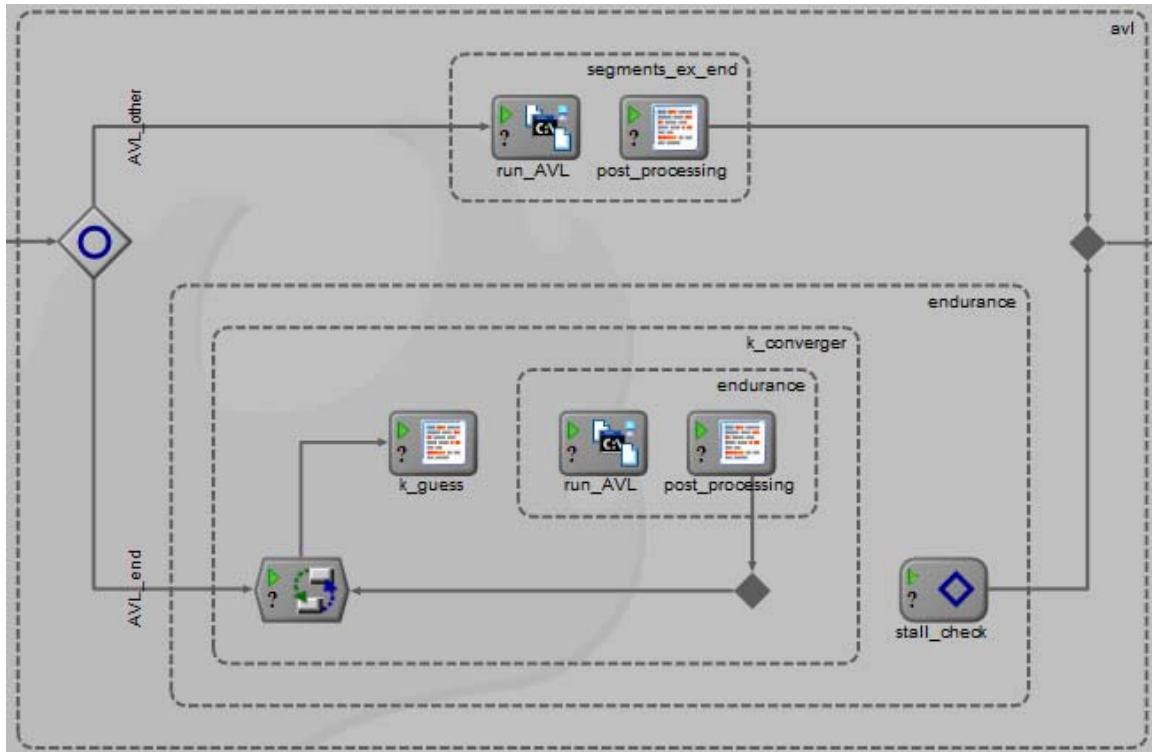 avl
segments_ex_end
AVL_other
?
?
run_AVL
post_processing
endurance
k_converger
endurance
?
?
?
k_guess
run_AVL
post_processing
AVL_end
?
?
stall_check